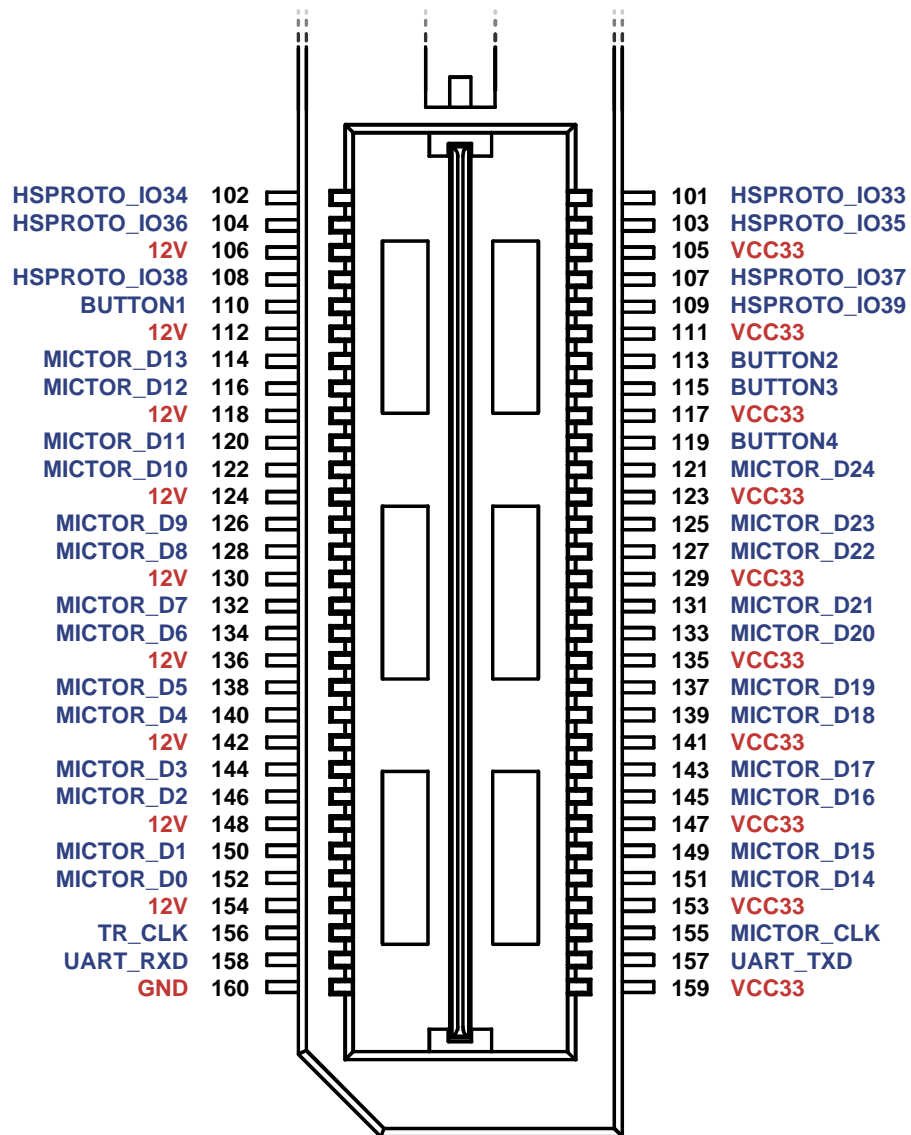 HSPROTO_IO34 102 101 HSPROTO_IO33
HSPROTO_IO36 104 103 HSPROTO_IO35
12V 106 105 VCC33
HSPROTO_IO38 108 107 HSPROTO_IO37
BUTTON1 110 109 HSPROTO_IO39
12V 112 111 VCC33
MICTOR_D13 114 113 BUTTON2
MICTOR_D12 116 115 BUTTON3
12V 118 117 VCC33
MICTOR_D11 120 119 BUTTON4
MICTOR_D10 122 121 MICTOR_D24
12V 124 123 VCC33
MICTOR_D9 126 125 MICTOR_D23
MICTOR_D8 128 127 MICTOR_D22
12V 130 129 VCC33
MICTOR_D7 132 131 MICTOR_D21
MICTOR_D6 134 133 MICTOR_D20
12V 136 135 VCC33
MICTOR_D5 138 137 MICTOR_D19
MICTOR_D4 140 139 MICTOR_D18
12V 142 141 VCC33
MICTOR_D3 144 143 MICTOR_D17
MICTOR_D2 146 145 MICTOR_D16
12V 148 147 VCC33
MICTOR_D1 150 149 MICTOR_D15
MICTOR_D0 152 151 MICTOR_D14
12V 154 153 VCC33
TR_CLK 156 155 MICTOR_CLK
UART_RXD 158 157 UART_TXD
GND 160 159 VCC33